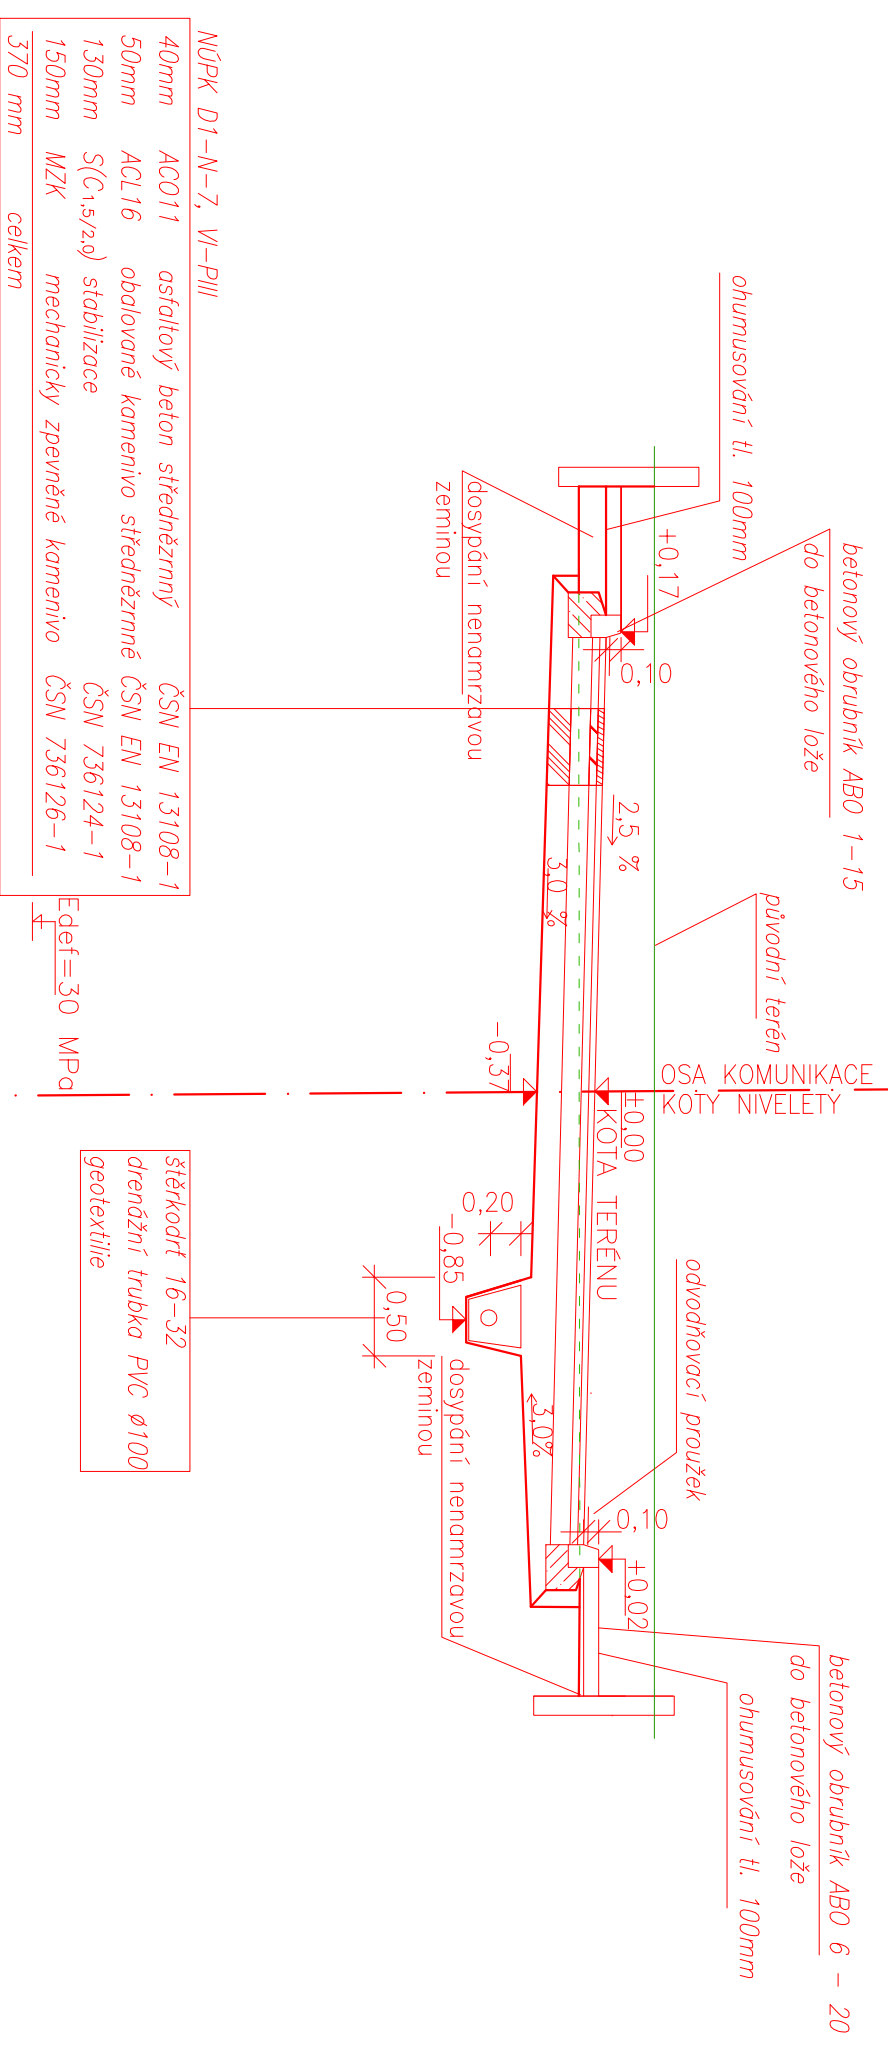 betonový obrubník ABO 1-15
do betonového lože
ohumusování tl. 100mm
původní terén
OSA KOMUNIKACE
KOTY NIVELETY
odvodňovací proužek
betonový obrubník ABO 6 - 20
do betonového lože
ohumusování tl. 100mm
+0,17
0,10
2,5 %
+0,00
KOTA TERÉNU
0,10
+0,02
dosypání nenamrzavou
zeminou
3,0 %
-0,37
0,20
-0,85
0,50
3,0%
dosypání nenamrzavou
zeminou
NÚPK D1-N-7, VI-PIII
40mm ACO11 asfaltový beton střednězrnný ČSN EN 13108-1
50mm ACL16 obalované kamenivo střednězrnné ČSN EN 13108-1
130mm S(C1,5/2,0) stabilizace ČSN 736124-1
150mm MZK mechanicky zpevněné kamenivo ČSN 736126-1
370 mm celkem
Edef=30 MPa
štěrkodrť 16-32
drenážní trubka PVC Ø100
geotextilie